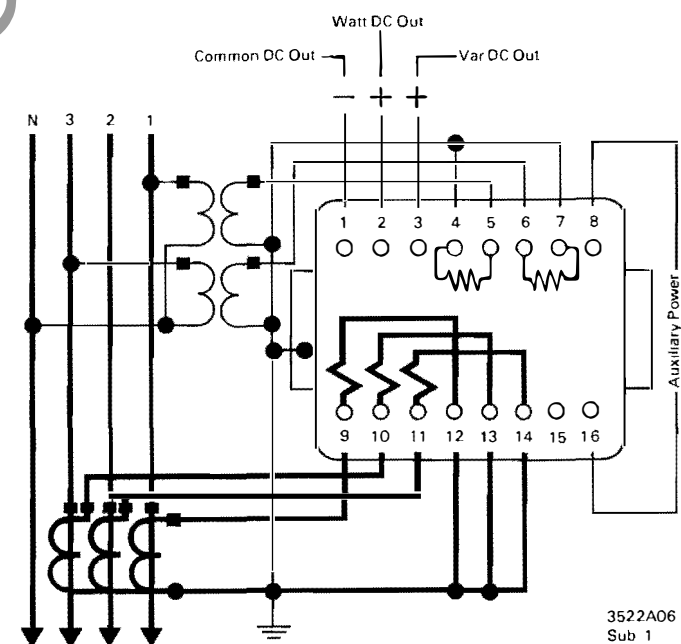 Watt DC Out
Common DC Out
Var DC Out
− + +
N 3 2 1
1 2 3 4 5 6 7 8
Auxiliary Power
9 10 11 12 13 14 15 16
3522A06
Sub 1